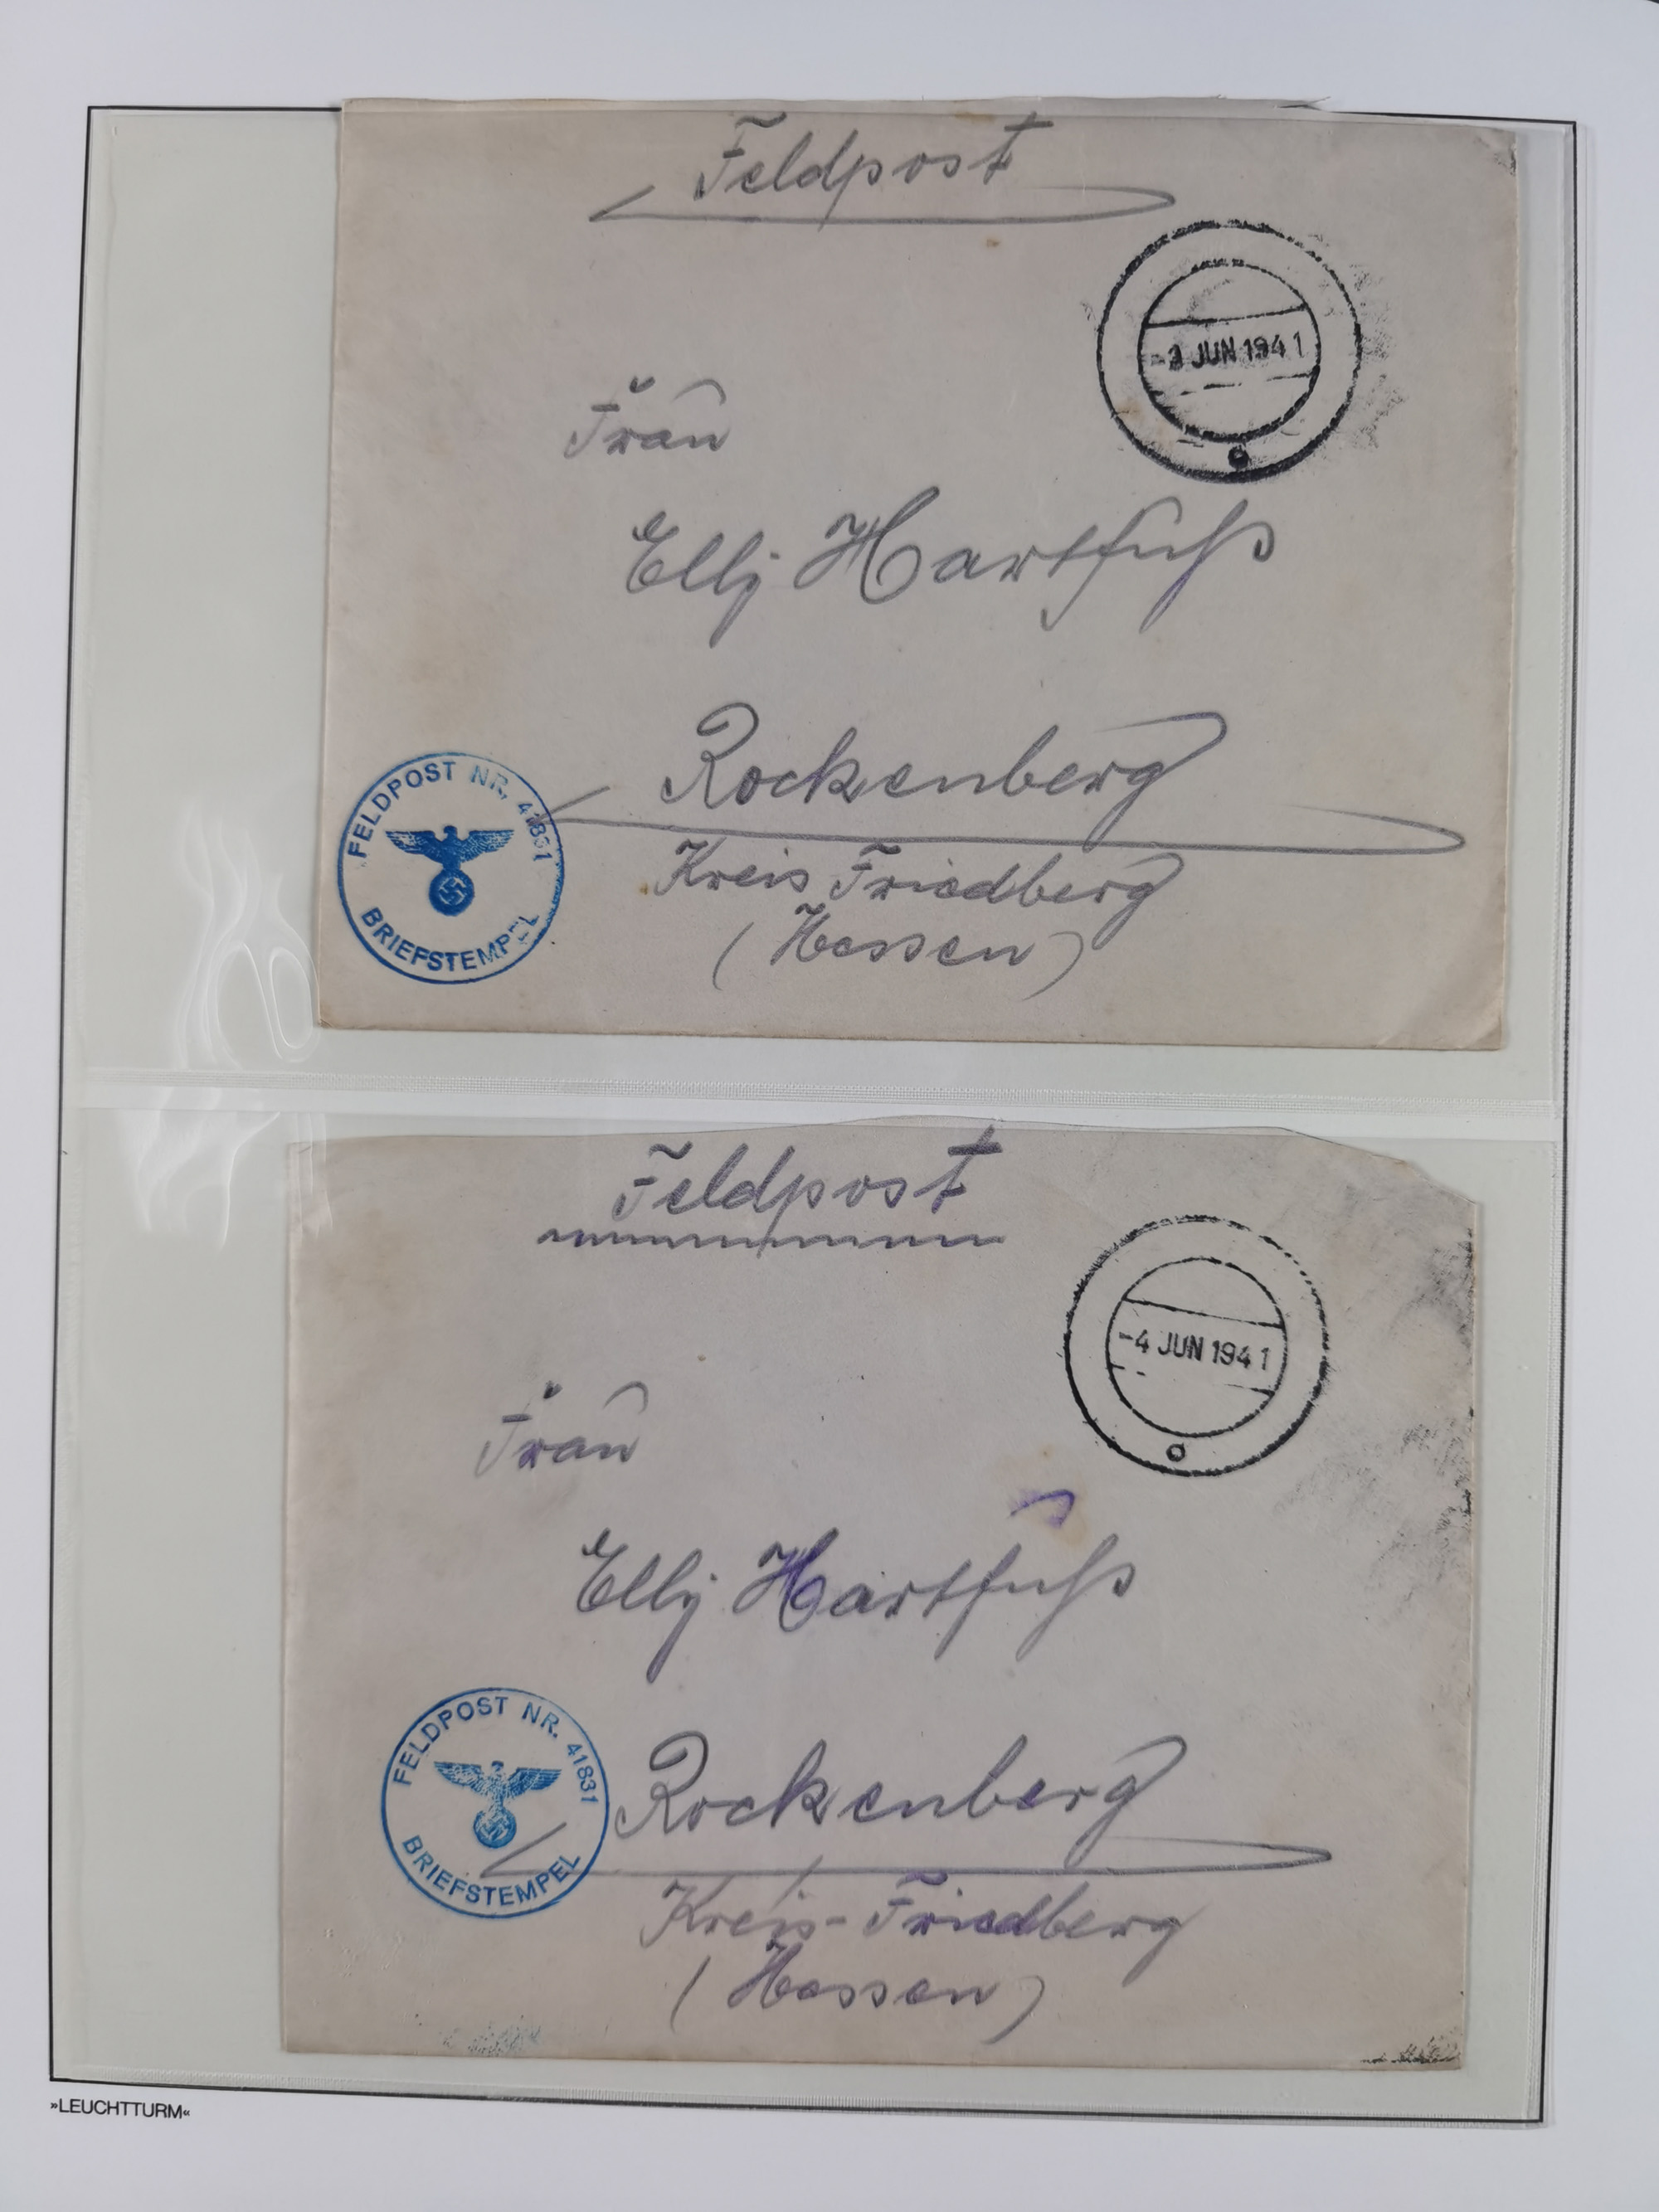 Feldpost
-3 JUN 1941
Frau
Elly Hartfuß
Rockenberg
FELDPOST NR. 41831
BRIEFSTEMPEL
Kreis Friedberg
(Hessen)
Feldpost
-4 JUN 1941
Frau
Elly Hartfuß
Rockenberg
FELDPOST NR. 41831
BRIEFSTEMPEL
Kreis-Friedberg
(Hessen)
»LEUCHTTURM«